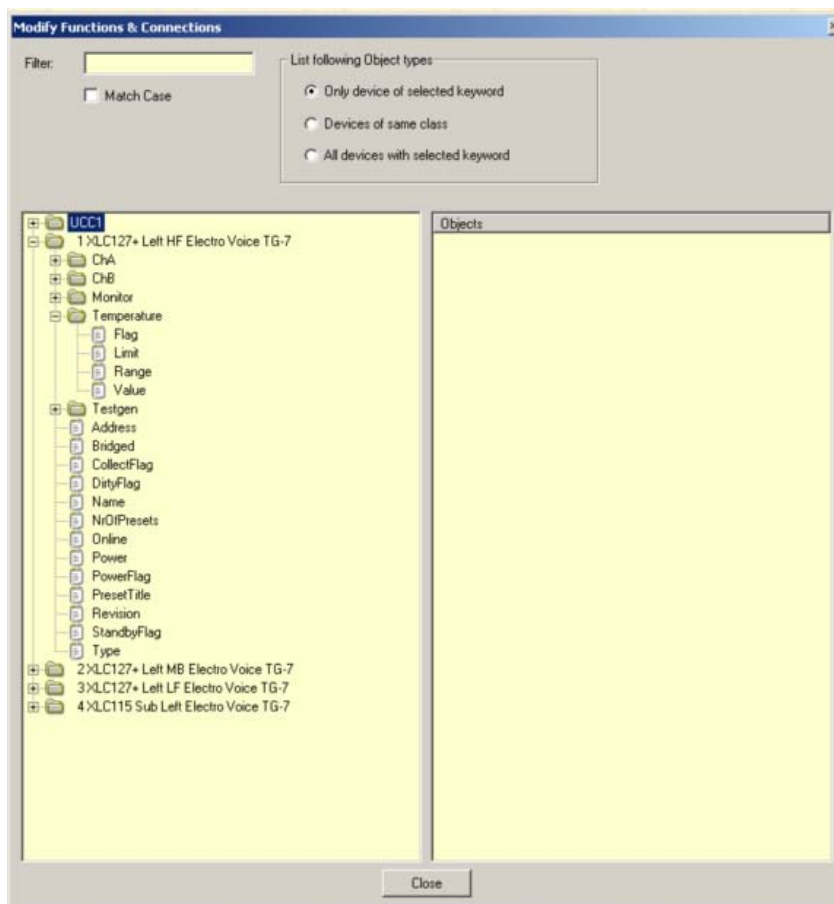 Modify Functions & Connections
Filter:
Match Case
List following Object types
Only device of selected keyword
Devices of same class
All devices with selected keyword
UCC1
1 XLC127+ Left HF Electro Voice TG-7
ChA
ChB
Monitor
Temperature
Flag
Limit
Range
Value
Testgen
Address
Bridged
CollectFlag
DirtyFlag
Name
NrOfPresets
Online
Power
PowerFlag
PresetTitle
Revision
StandbyFlag
Type
2 XLC127+ Left MB Electro Voice TG-7
3 XLC127+ Left LF Electro Voice TG-7
4 XLC115 Sub Left Electro Voice TG-7
Objects
Close